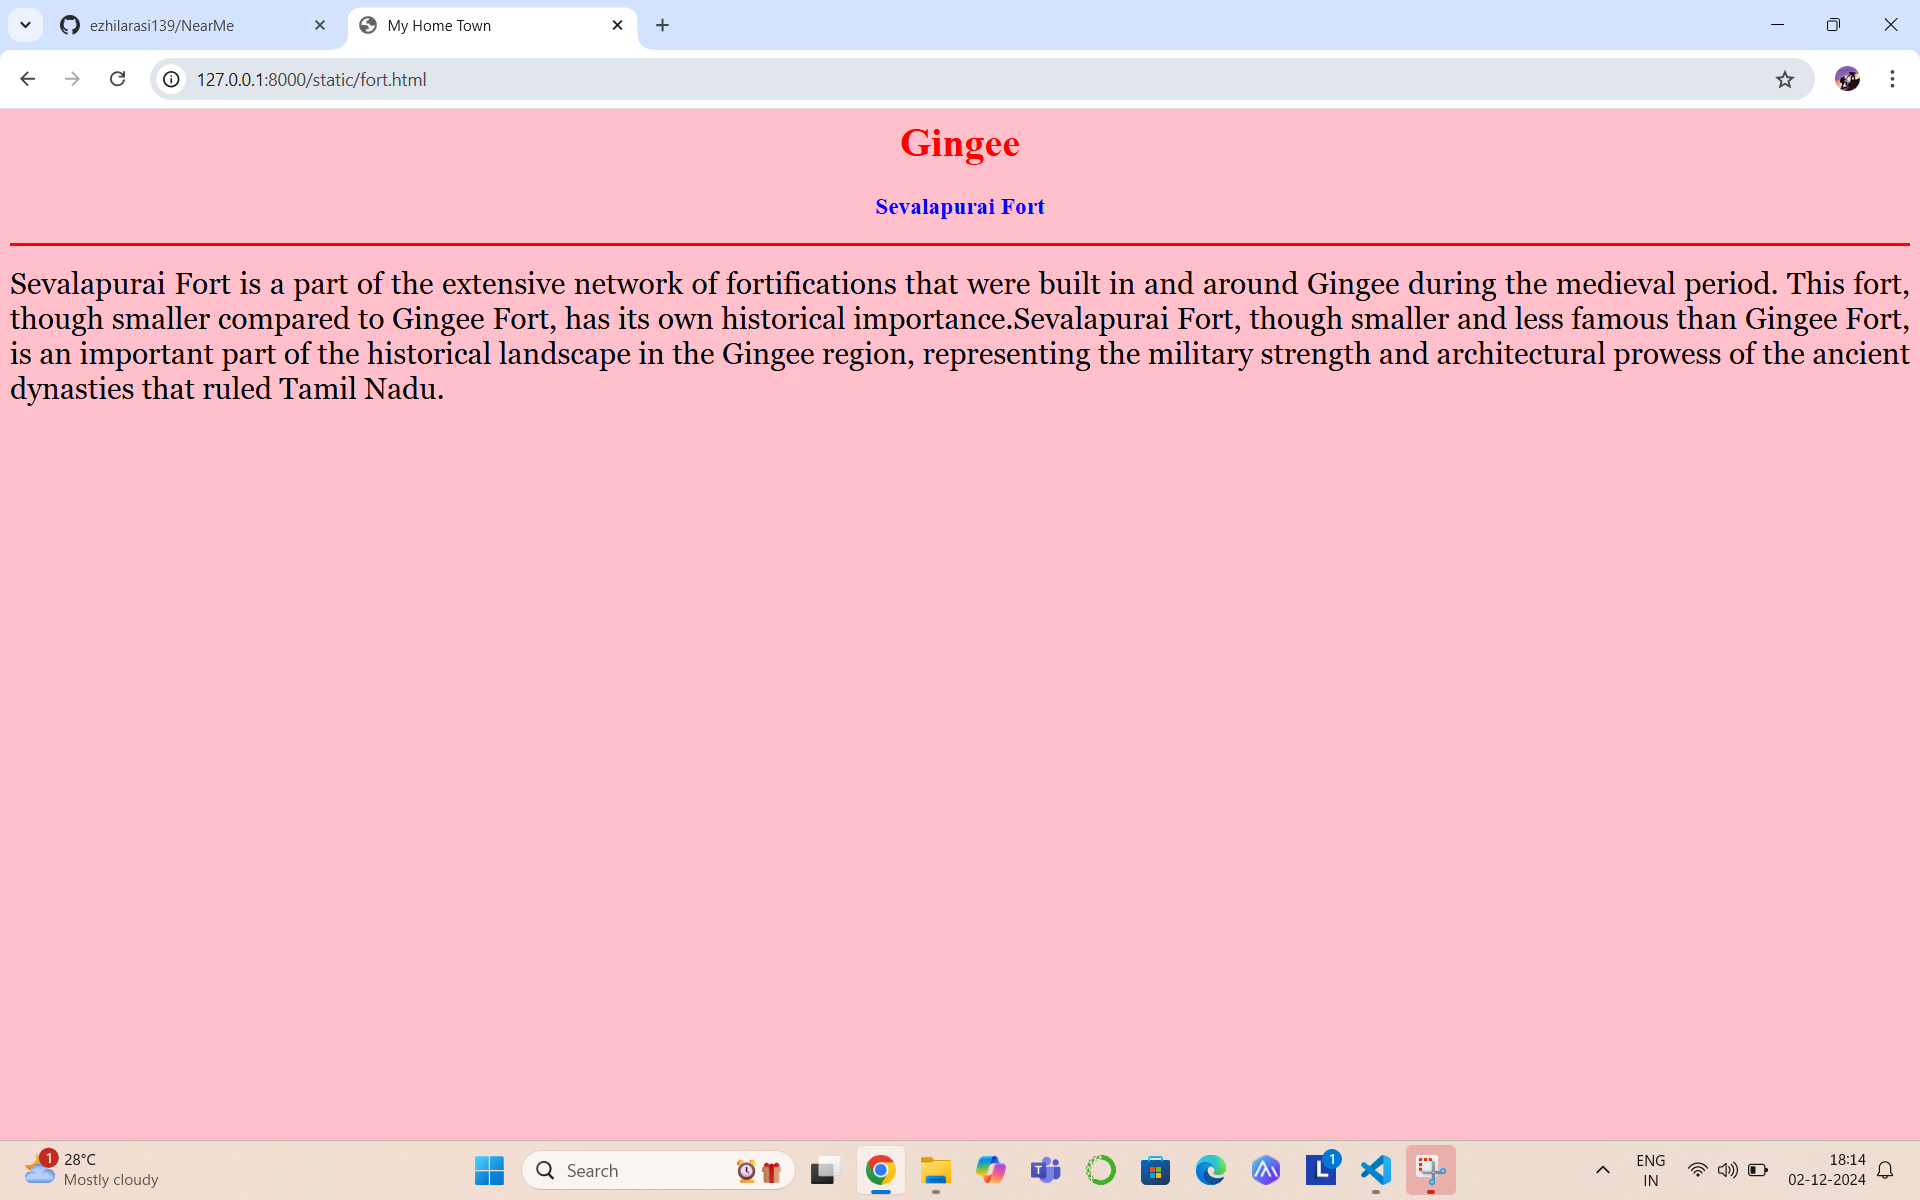 ezhilarasi139/NearMe
My Home Town
127.0.0.1:8000/static/fort.html
Gingee
Sevalapurai Fort
Sevalapurai Fort is a part of the extensive network of fortifications that were built in and around Gingee during the medieval period. This fort,
though smaller compared to Gingee Fort, has its own historical importance.Sevalapurai Fort, though smaller and less famous than Gingee Fort,
is an important part of the historical landscape in the Gingee region, representing the military strength and architectural prowess of the ancient
dynasties that ruled Tamil Nadu.
1
28°C
Mostly cloudy
Search
T
L
1
ENG
IN
18:14
02-12-2024